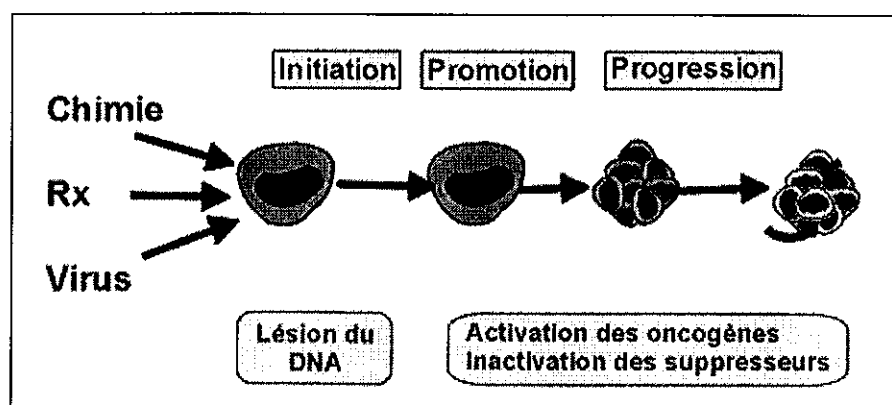 Initiation
Promotion
Progression
Chimie
Rx
Virus
Lésion du
DNA
Activation des oncogènes
Inactivation des suppresseurs